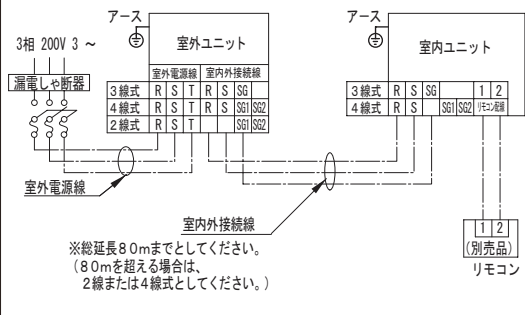 アース
アース
3相 200V 3 ～
室外ユニット
室内ユニット
漏電しゃ断器
室外電源線 室内外接続線
3線式 R S T R S SG
4線式 R S T R S SG1 SG2
2線式 R S T
3線式 R S SG 1 2
4線式 R S SG1 SG2 リモコン配線
室外電源線
室内外接続線
※総延長80mまでとしてください。
(80mを超える場合は、
2線または4線式としてください。)
1 2
(別売品)
リモコン